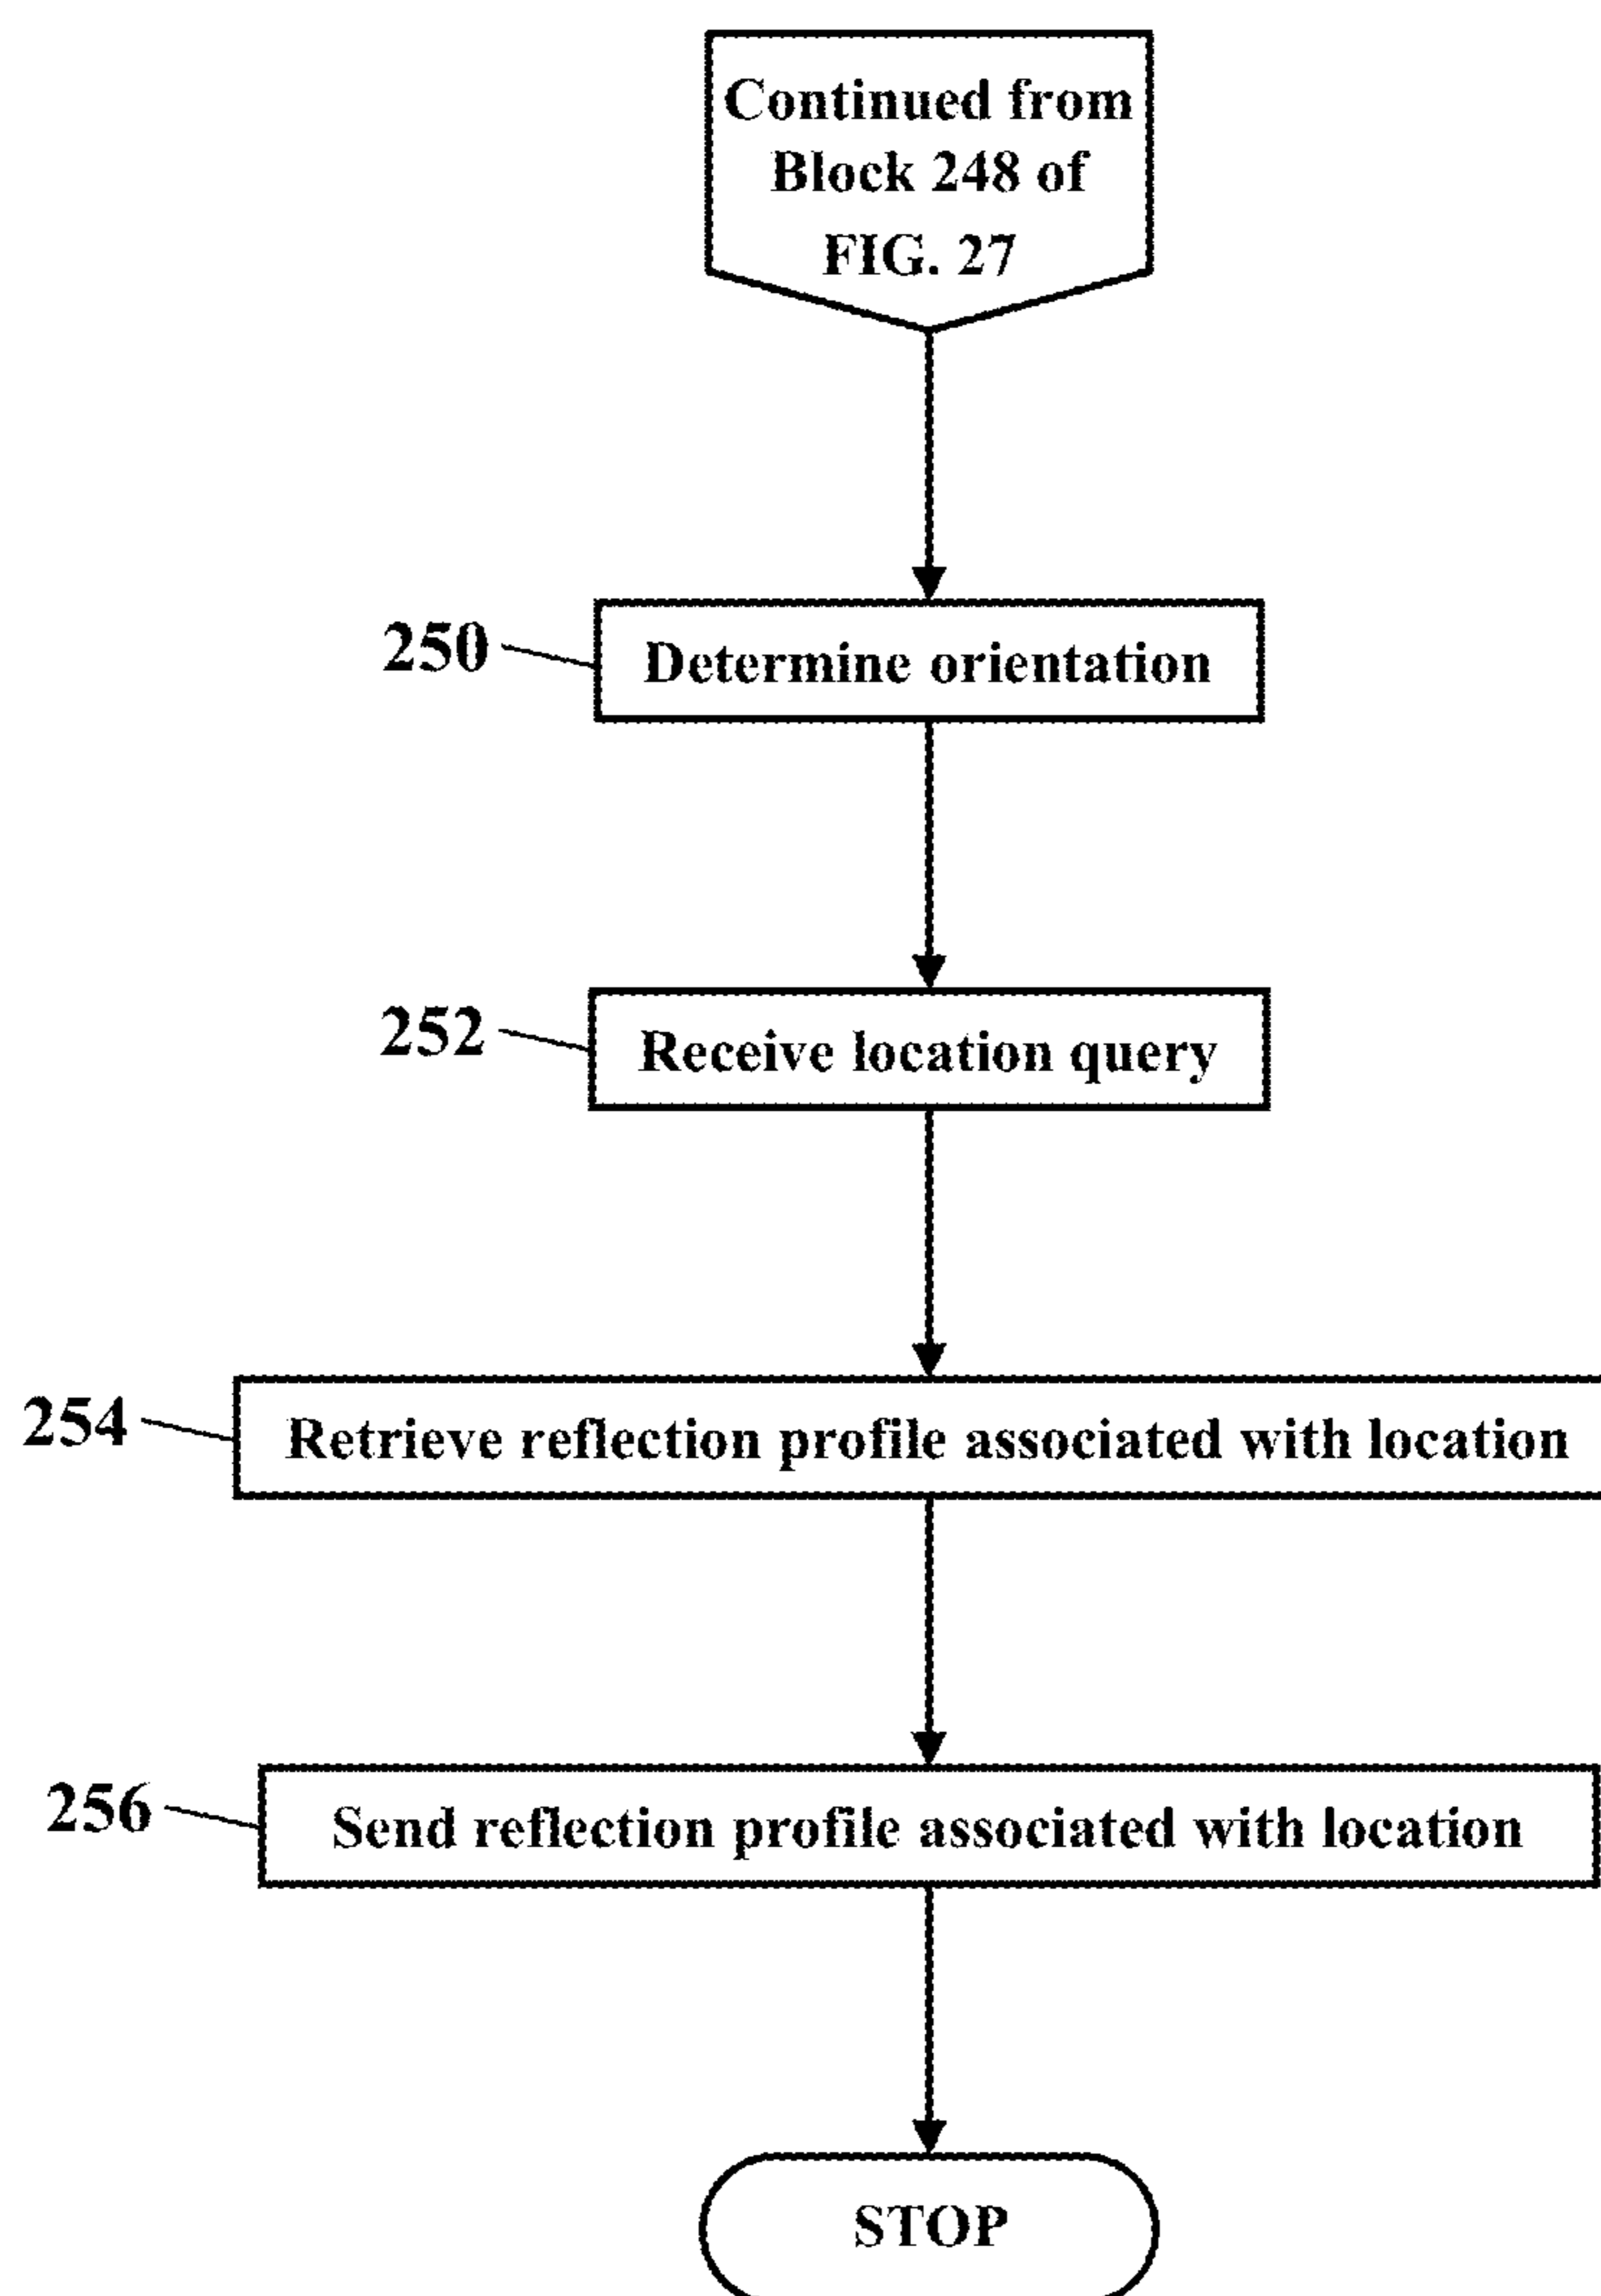 Continued from
Block 248 of
FIG. 27
250
Determine orientation
252
Receive location query
254
Retrieve reflection profile associated with location
256
Send reflection profile associated with location
STOP